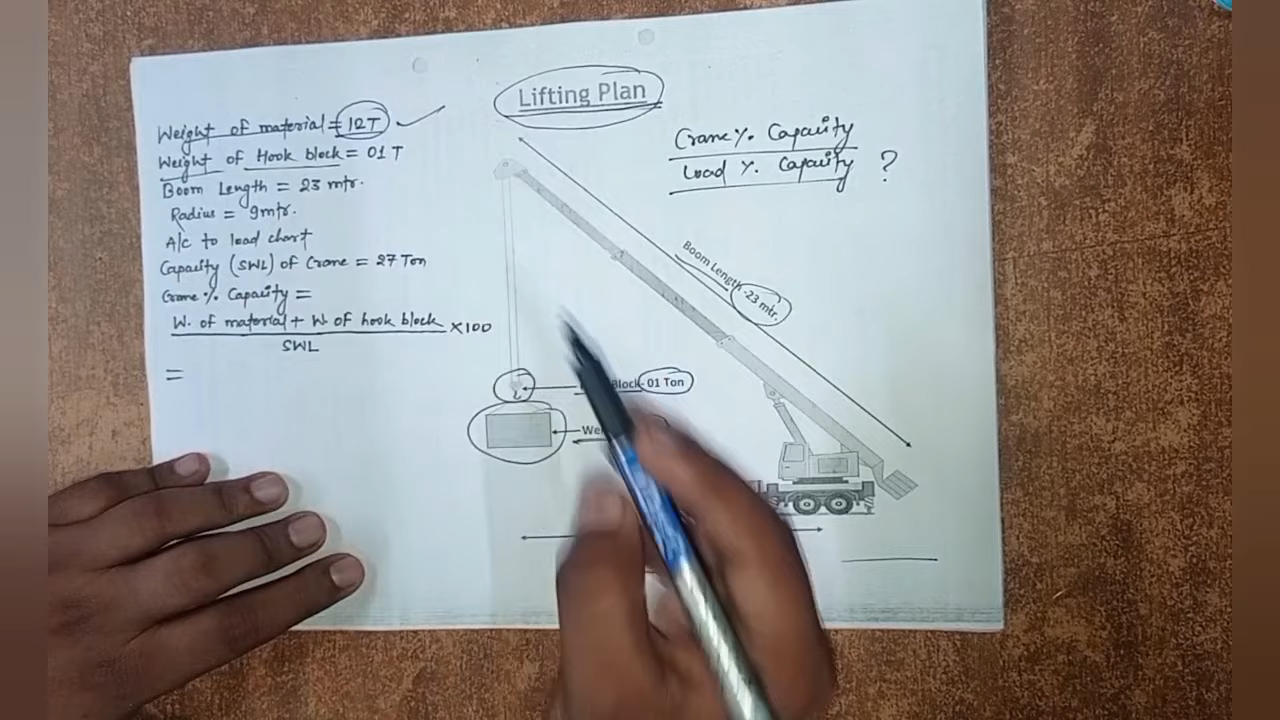 Lifting Plan
Weight of material = 12T
Weight of Hook block = 01 T
Boom Length = 23 mtr.
Radius = 9mtr.
A/c to load chart
Capacity (SWL) of Crane = 27 Ton
Crane % Capacity =
W. of material + W. of hook block
SWL
×100
=
Crane % Capacity
Load % Capacity ?
Boom Length -23 mtr.
Block- 01 Ton